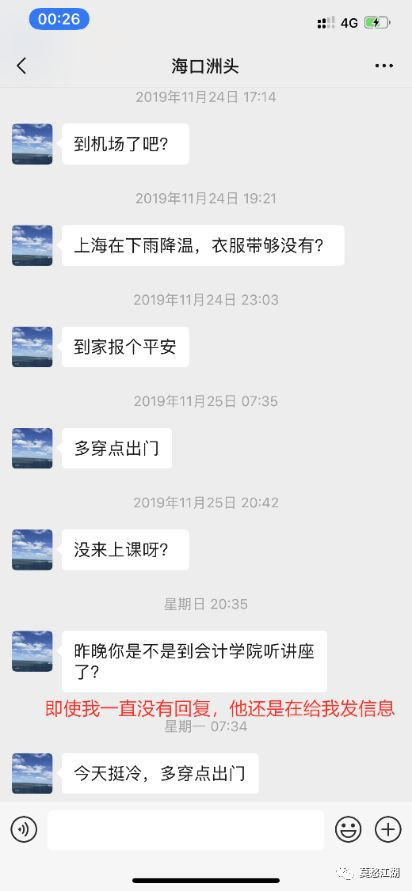 00:26
4G
海口洲头
2019年11月24日 17:14
到机场了吧?
2019年11月24日 19:21
上海在下雨降温，衣服带够没有?
2019年11月24日 23:03
到家报个平安
2019年11月25日 07:35
多穿点出门
2019年11月25日 20:42
没来上课呀?
星期日 20:35
昨晚你是不是到会计学院听讲座
了?
即使我一直没有回复，他还是在给我发信息
星期一 07:34
今天挺冷，多穿点出门
莫愁江湖